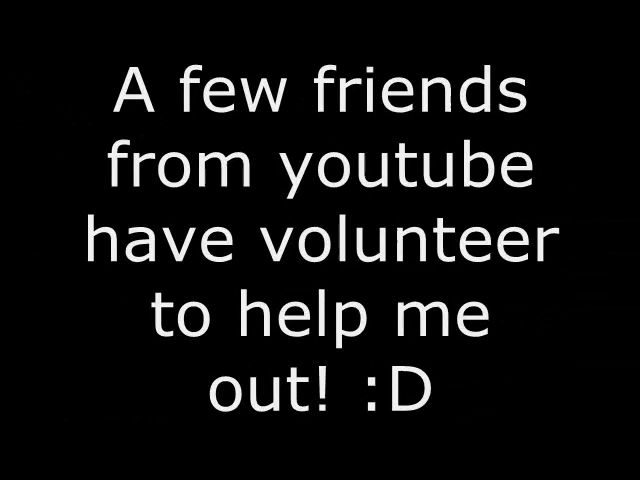 A few friends
from youtube
have volunteer
to help me
out! :D